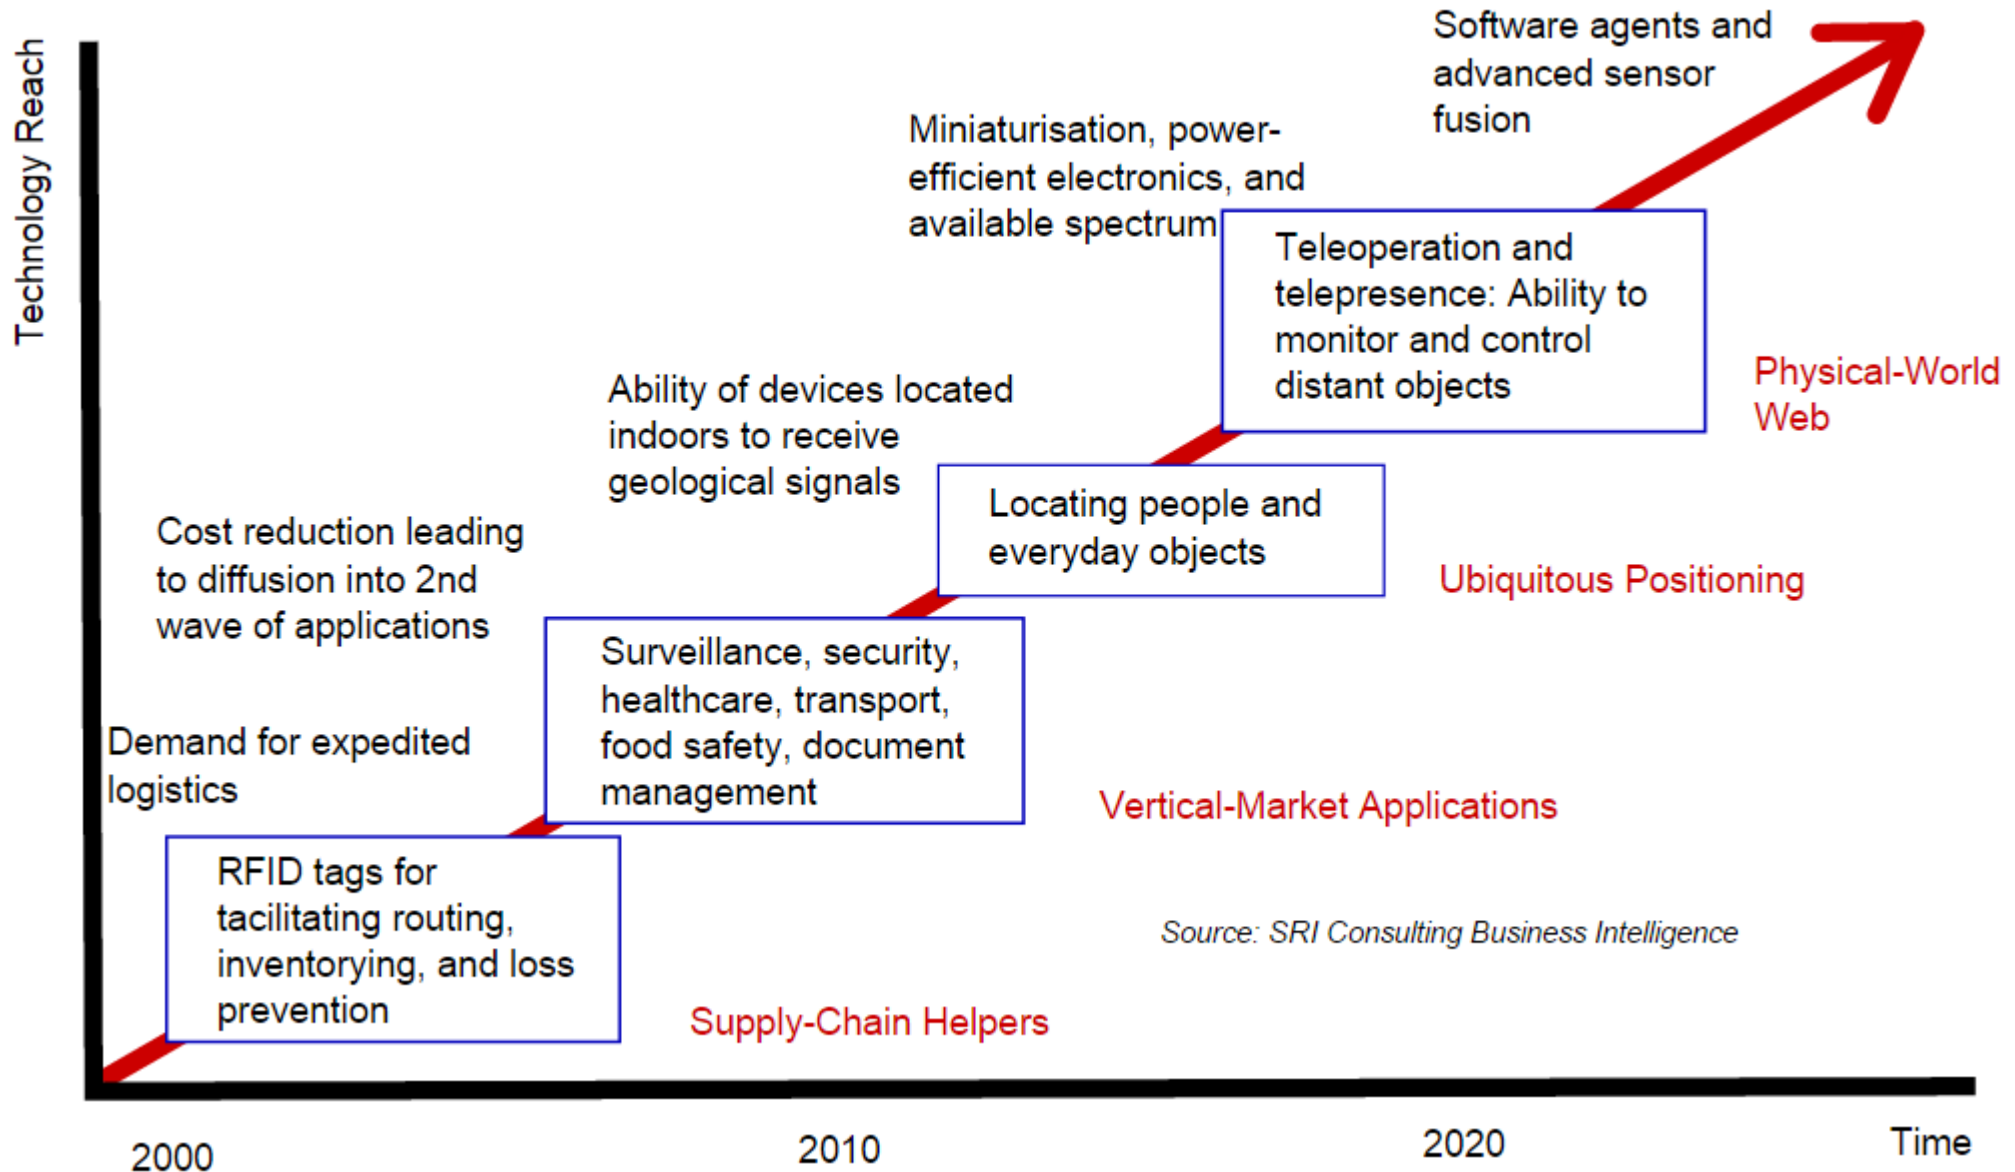 Technology Reach
Software agents and
advanced sensor
fusion
Miniaturisation, power-
efficient electronics, and
available spectrum
Teleoperation and
telepresence: Ability to
monitor and control
distant objects
Physical-World
Web
Ability of devices located
indoors to receive
geological signals
Locating people and
everyday objects
Ubiquitous Positioning
Cost reduction leading
to diffusion into 2nd
wave of applications
Surveillance, security,
healthcare, transport,
food safety, document
management
Vertical-Market Applications
Demand for expedited
logistics
RFID tags for
tacilitating routing,
inventorying, and loss
prevention
Supply-Chain Helpers
Source: SRI Consulting Business Intelligence
2000
2010
2020
Time